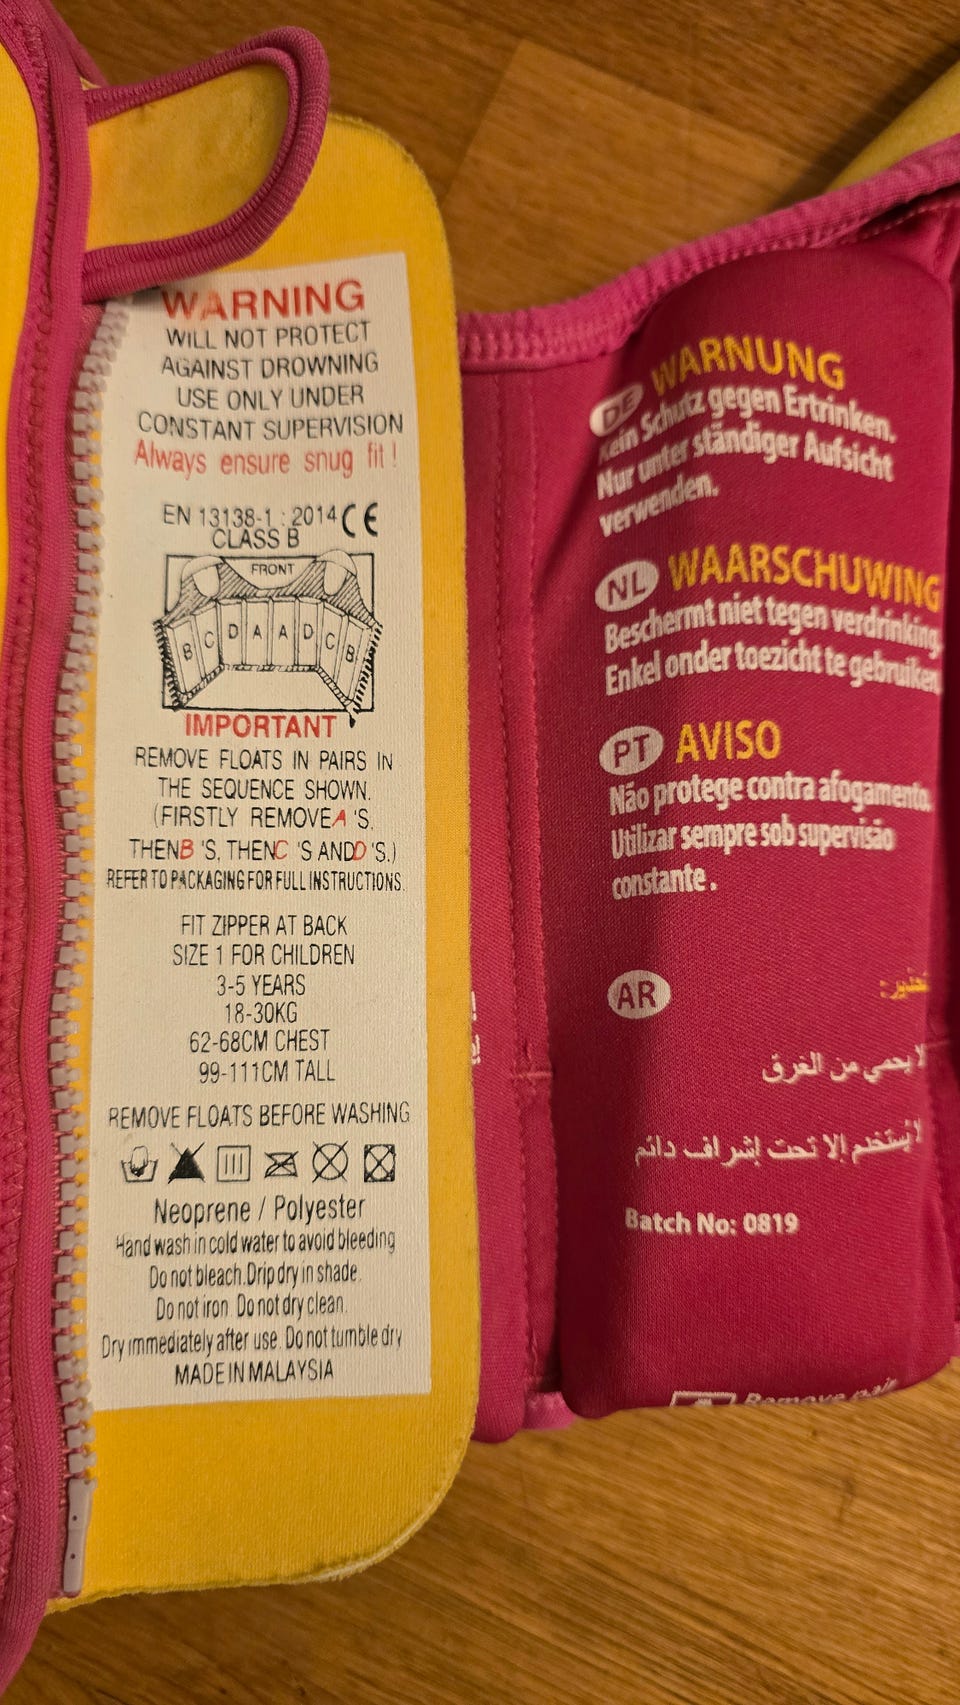 WARNING
WILL NOT PROTECT
AGAINST DROWNING
USE ONLY UNDER
CONSTANT SUPERVISION
Always ensure snug fit !
EN 13138-1 : 2014 CE
CLASS B
FRONT
B C D A A D C B
IMPORTANT
REMOVE FLOATS IN PAIRS IN
THE SEQUENCE SHOWN.
(FIRSTLY REMOVE A 'S,
THEN B 'S, THEN C 'S AND D 'S.)
REFER TO PACKAGING FOR FULL INSTRUCTIONS.
FIT ZIPPER AT BACK
SIZE 1 FOR CHILDREN
3-5 YEARS
18-30KG
62-68CM CHEST
99-111CM TALL
REMOVE FLOATS BEFORE WASHING
Neoprene / Polyester
Hand wash in cold water to avoid bleeding
Do not bleach. Drip dry in shade.
Do not iron. Do not dry clean.
Dry immediately after use. Do not tumble dry
MADE IN MALAYSIA
DE WARNUNG
Kein Schutz gegen Ertrinken.
Nur unter ständiger Aufsicht
verwenden.
NL WAARSCHUWING
Beschermt niet tegen verdrinking.
Enkel onder toezicht te gebruiken
PT AVISO
Não protege contra afogamento.
Utilizar sempre sob supervisão
constante .
AR
تحذير:
لا يحمي من الغرق
لا يستخدم إلا تحت إشراف دائم
Batch No: 0819
Remove